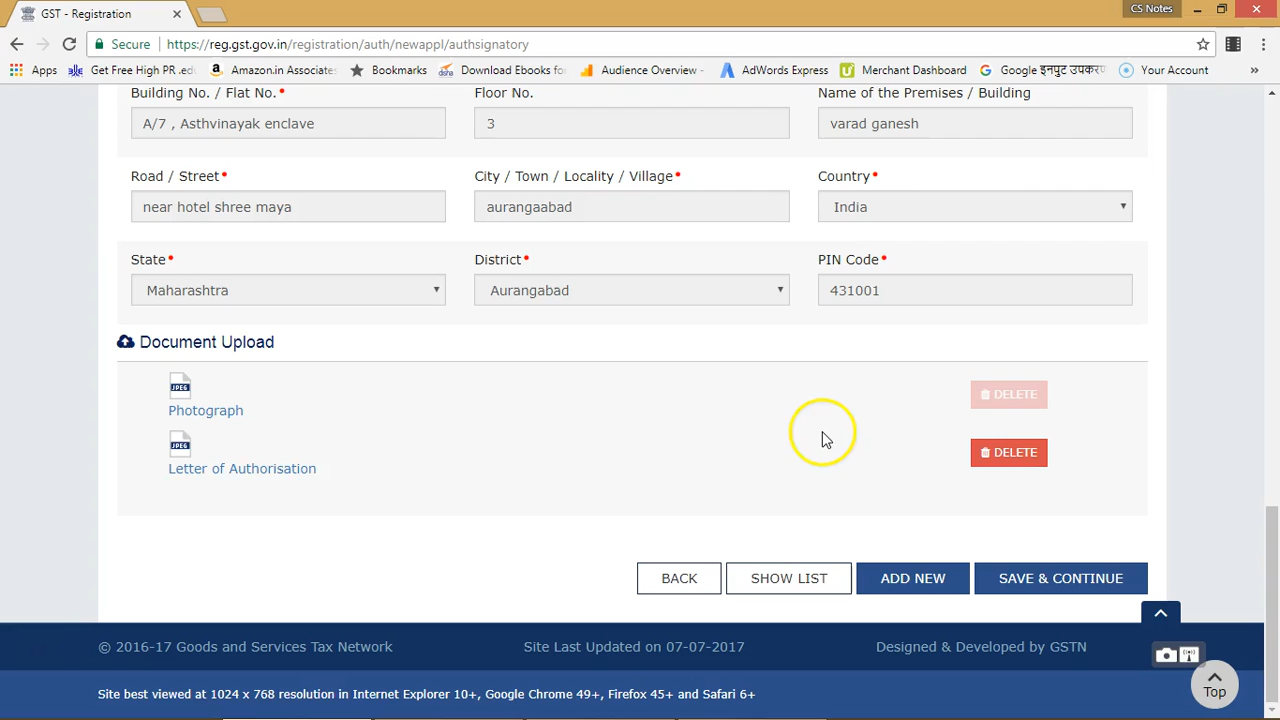 GST - Registration
CS Notes
Secure https://reg.gst.gov.in/registration/auth/newappl/authsignatory
Apps Get Free High PR .edu Amazon.in Associates Bookmarks Download Ebooks for Audience Overview - AdWords Express Merchant Dashboard Google इनपुट उपकरण Your Account »
Building No. / Flat No.* Floor No. Name of the Premises / Building
A/7 , Asthvinayak enclave 3 varad ganesh
Road / Street* City / Town / Locality / Village* Country*
near hotel shree maya aurangaabad India
State* District* PIN Code*
Maharashtra Aurangabad 431001
Document Upload
JPEG
Photograph DELETE
JPEG
Letter of Authorisation DELETE
BACK SHOW LIST ADD NEW SAVE & CONTINUE
© 2016-17 Goods and Services Tax Network Site Last Updated on 07-07-2017 Designed & Developed by GSTN
Site best viewed at 1024 x 768 resolution in Internet Explorer 10+, Google Chrome 49+, Firefox 45+ and Safari 6+
Top